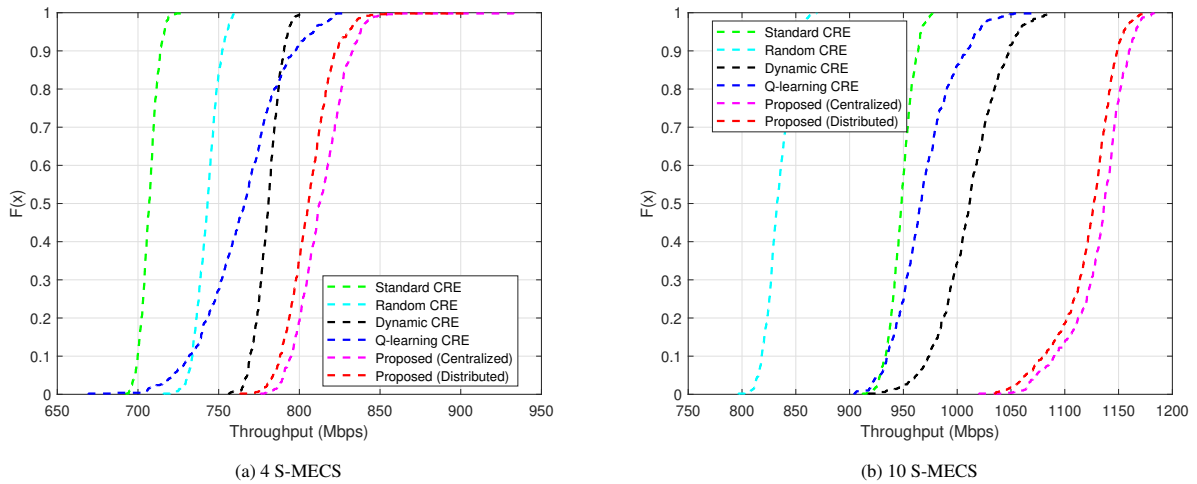 1
0.9
0.8
0.7
0.6
0.5
0.4
0.3
0.2
0.1
0
F(x)
650
700
750
800
850
900
950
Throughput (Mbps)
Standard CRE
Random CRE
Dynamic CRE
Q-learning CRE
Proposed (Centralized)
Proposed (Distributed)
(a) 4 S-MECS
1
0.9
0.8
0.7
0.6
0.5
0.4
0.3
0.2
0.1
0
F(x)
Standard CRE
Random CRE
Dynamic CRE
Q-learning CRE
Proposed (Centralized)
Proposed (Distributed)
750
800
850
900
950
1000
1050
1100
1150
1200
Throughput (Mbps)
(b) 10 S-MECS